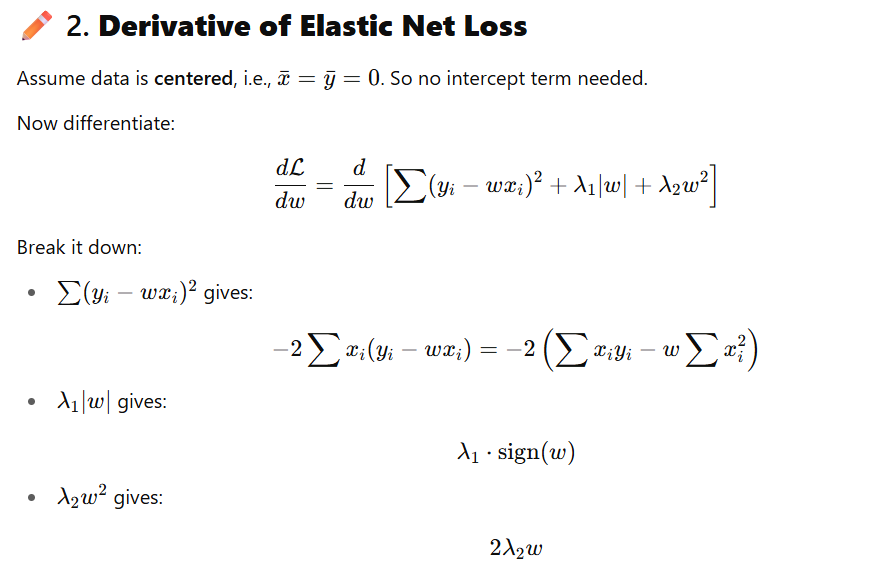 ✏️ 2. Derivative of Elastic Net Loss
Assume data is centered, i.e., x̄ = ȳ = 0. So no intercept term needed.
Now differentiate:
dℒ/dw = d/dw [∑(yᵢ − wxᵢ)² + λ₁|w| + λ₂w²]
Break it down:
• ∑(yᵢ − wxᵢ)² gives:
−2 ∑ xᵢ(yᵢ − wxᵢ) = −2 (∑ xᵢyᵢ − w ∑ xᵢ²)
• λ₁|w| gives:
λ₁ · sign(w)
• λ₂w² gives:
2λ₂w